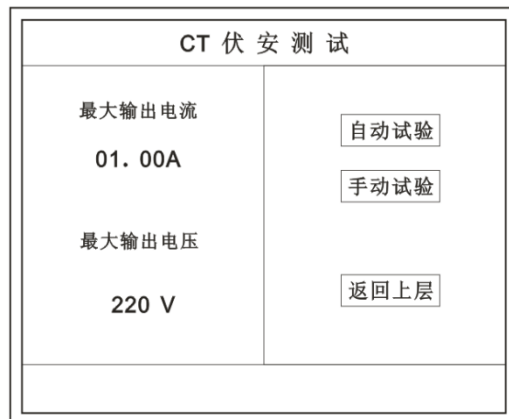 CT 伏 安 测 试
最大输出电流
01. 00A
最大输出电压
220 V
自动试验
手动试验
返回上层